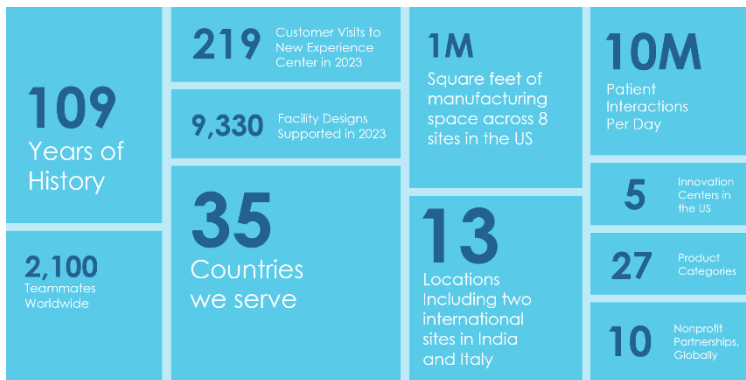 109
Years of
History
2,100
Teammates
Worldwide
219
Customer Visits to
New Experience
Center in 2023
9,330
Facility Designs
Supported in 2023
35
Countries
we serve
1M
Square feet of
manufacturing
space across 8
sites in the US
13
Locations
Including two
international
sites in India
and Italy
10M
Patient
Interactions
Per Day
5
Innovation
Centers in
the US
27
Product
Categories
10
Nonprofit
Partnerships,
Globally